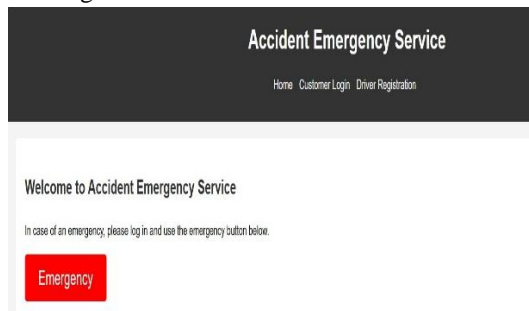 Accident Emergency Service
Home Customer Login Driver Registration
Welcome to Accident Emergency Service
In case of an emergency, please log in and use the emergency button below.
Emergency